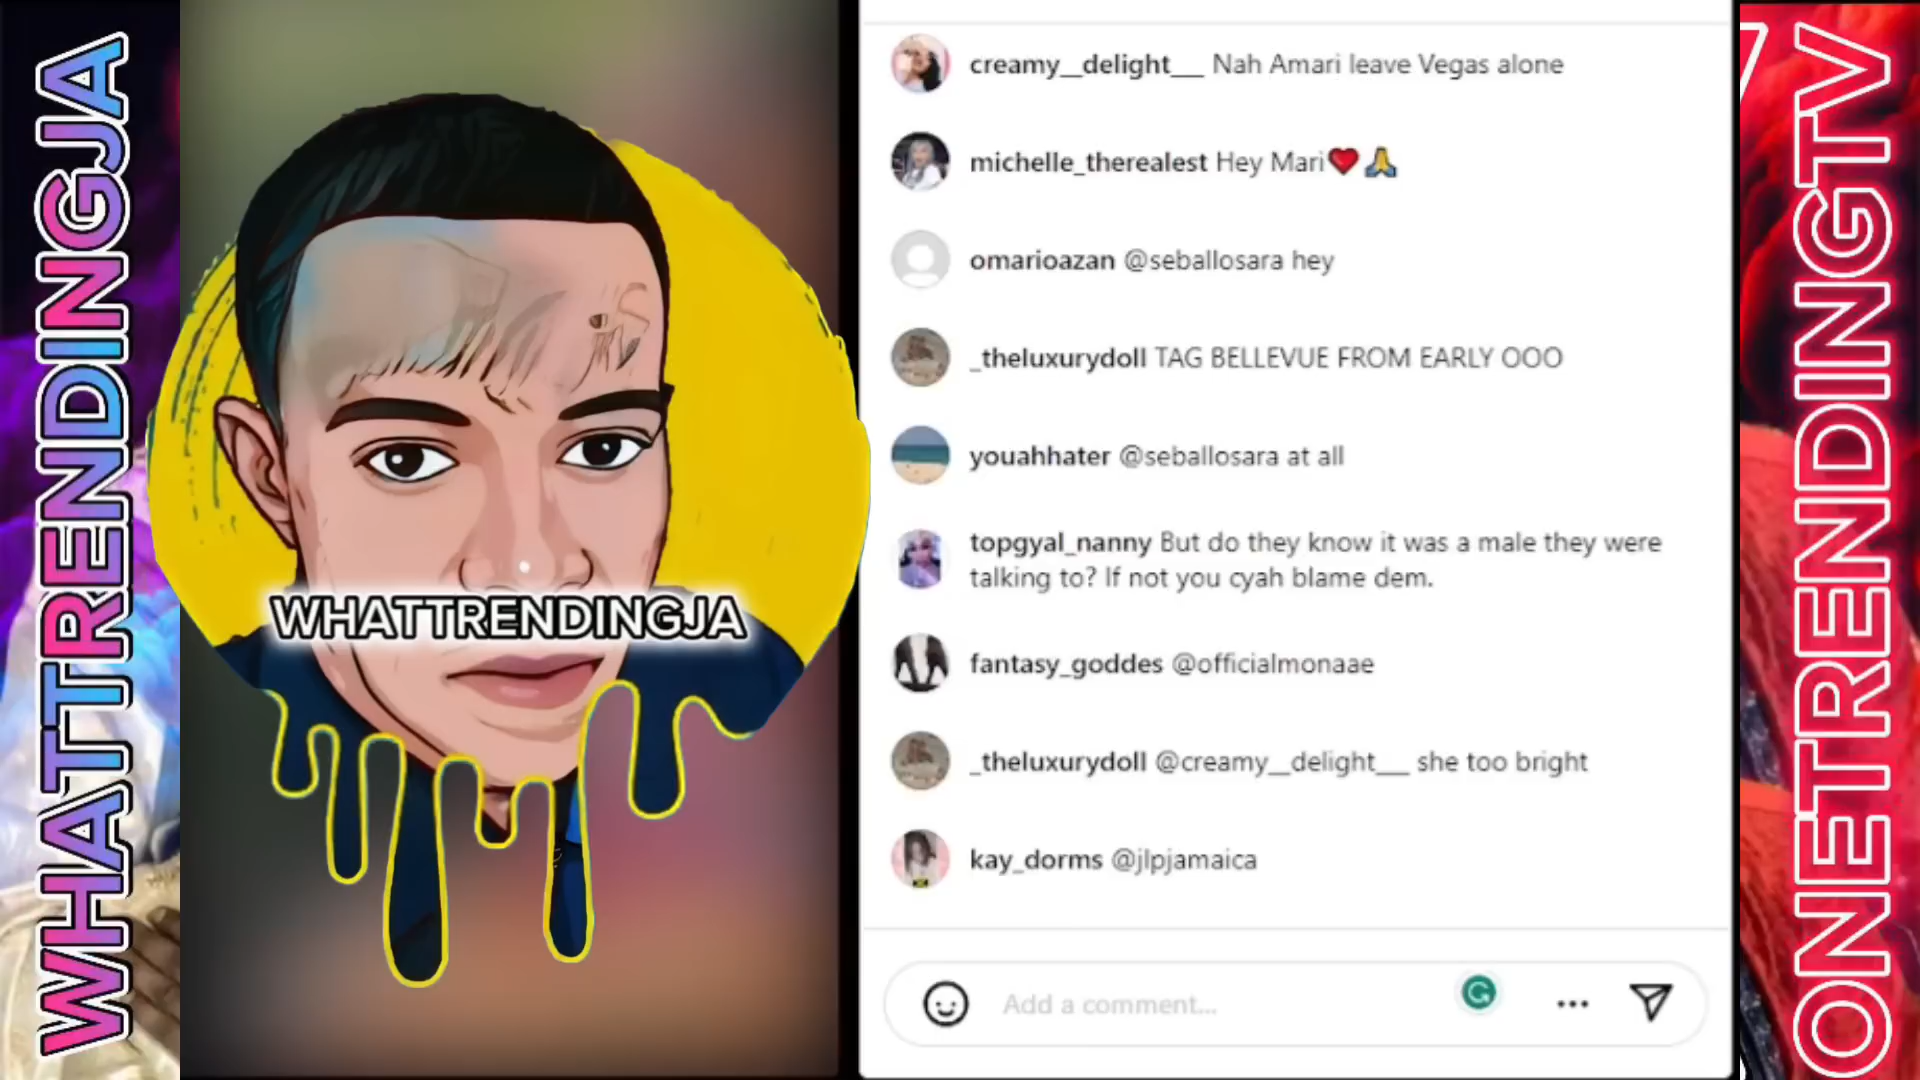 WHATTRENDINGJA
WHATTRENDINGJA
creamy__delight___ Nah Amari leave Vegas alone
michelle_therealest Hey Mari❤️🙏
omarioazan @seballosara hey
_theluxurydoll TAG BELLEVUE FROM EARLY OOO
youahhater @seballosara at all
topgyal_nanny But do they know it was a male they were
talking to? If not you cyah blame dem.
fantasy_goddes @officialmonaae
_theluxurydoll @creamy__delight___ she too bright
kay_dorms @jlpjamaica
Add a comment...
ONETRENDINGTV